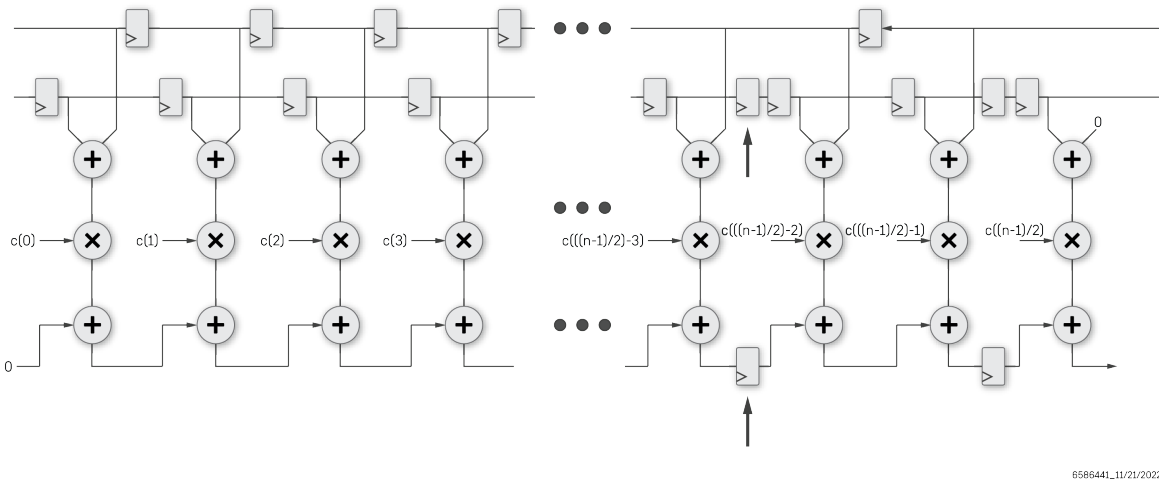 0
c(0)
c(1)
c(2)
c(3)
c(((n-1)/2)-3)
c(((n-1)/2)-2)
c(((n-1)/2)-1)
c((n-1)/2)
0
6586441_11/21/2022